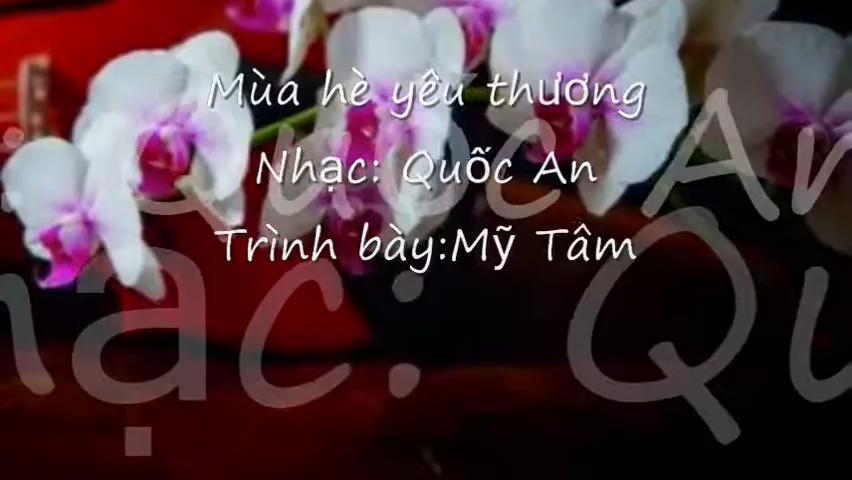 Mùa hè yêu thương
Nhạc: Quốc An
Trình bày:Mỹ Tâm